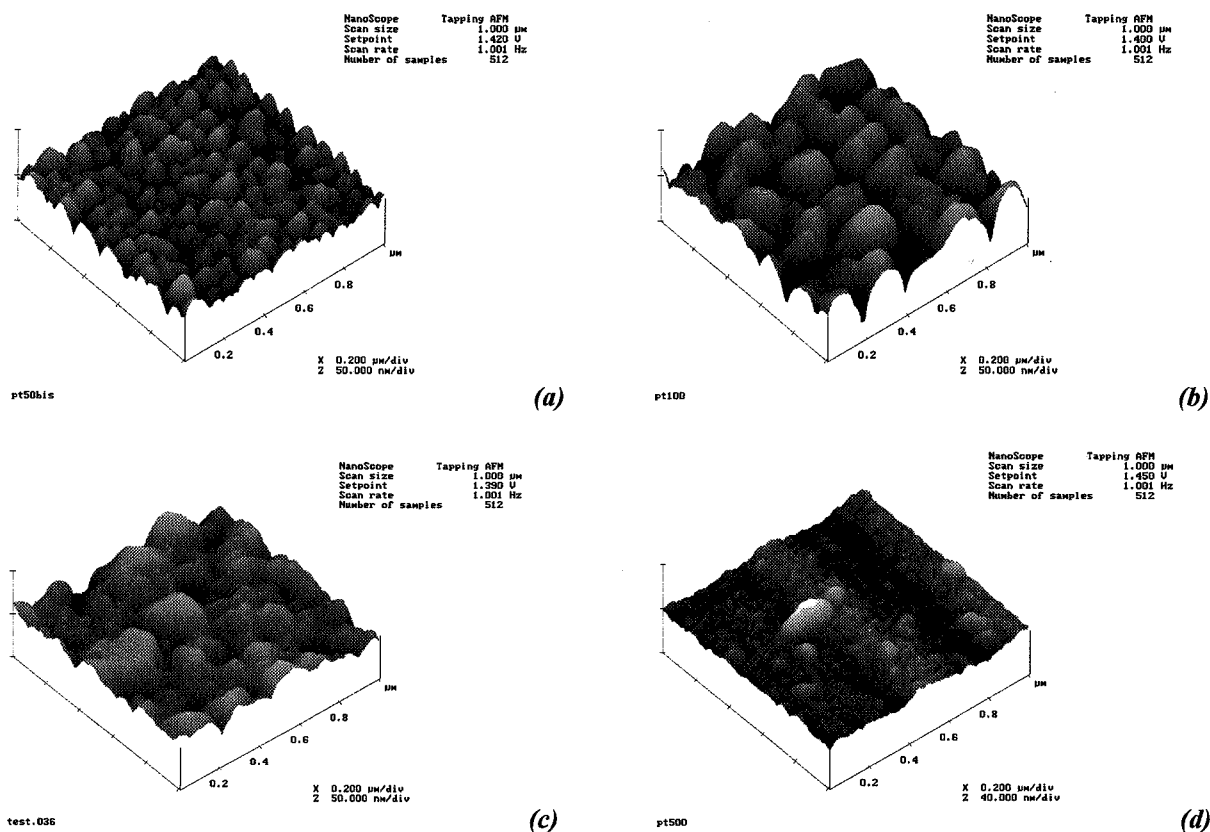 NanoScope Tapping AFM
Scan size 1.000 µm
Setpoint 1.420 V
Scan rate 1.001 Hz
Number of samples 512
µm
0.8
0.6
0.4
0.2
X 0.200 µm/div
Z 50.000 nm/div
pt50bis
(a)
NanoScope Tapping AFM
Scan size 1.000 µm
Setpoint 1.400 V
Scan rate 1.001 Hz
Number of samples 512
µm
0.8
0.6
0.4
0.2
X 0.200 µm/div
Z 50.000 nm/div
pt100
(b)
NanoScope Tapping AFM
Scan size 1.000 µm
Setpoint 1.390 V
Scan rate 1.001 Hz
Number of samples 512
µm
0.8
0.6
0.4
0.2
X 0.200 µm/div
Z 50.000 nm/div
test.036
(c)
NanoScope Tapping AFM
Scan size 1.000 µm
Setpoint 1.450 V
Scan rate 1.001 Hz
Number of samples 512
µm
0.8
0.6
0.4
0.2
X 0.200 µm/div
Z 40.000 nm/div
pt500
(d)